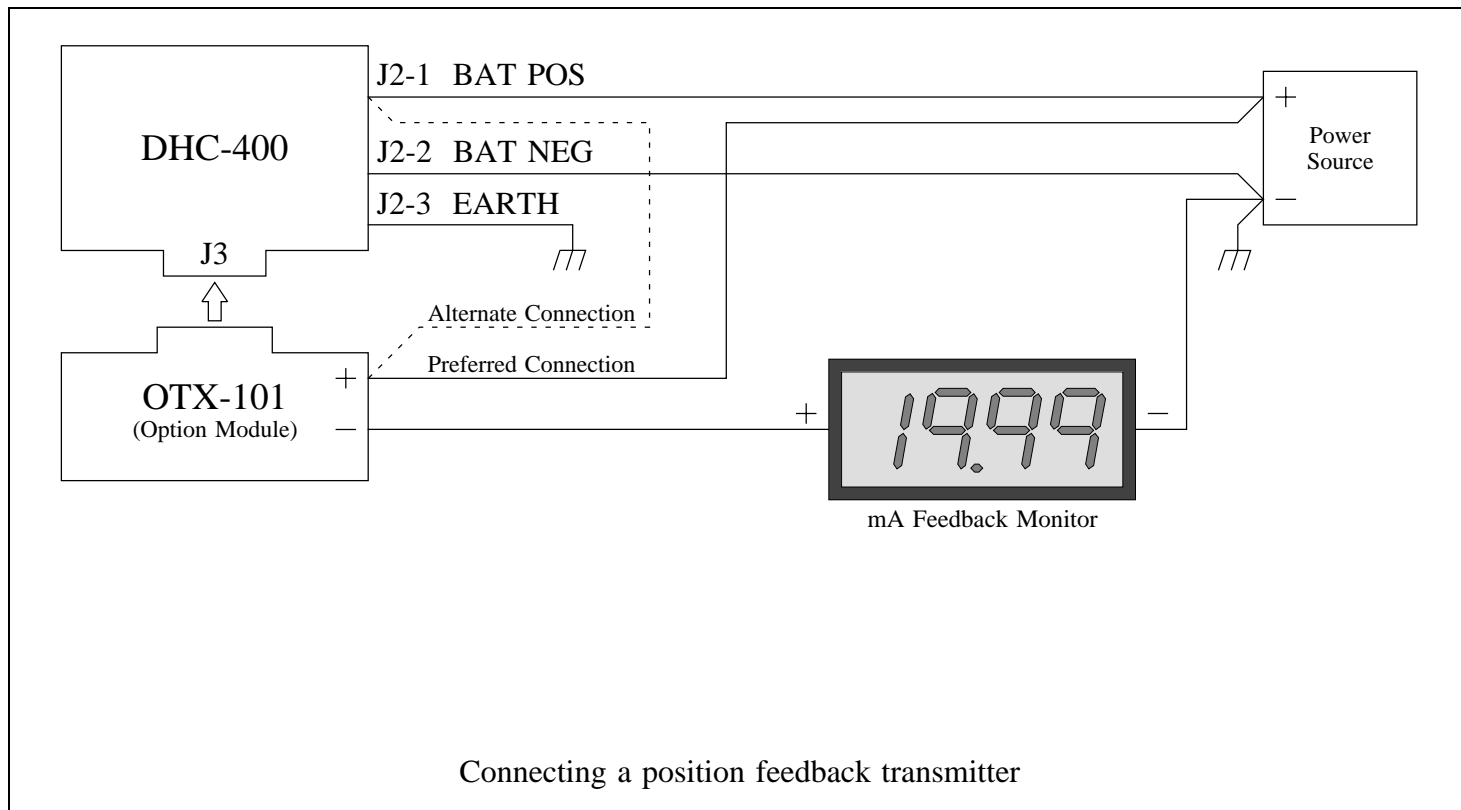 J2-1 BAT POS
+
DHC-400
Power
Source
J2-2 BAT NEG
−
J2-3 EARTH
J3
Alternate Connection
Preferred Connection
+
OTX-101
(Option Module)
−
+
19.99
−
mA Feedback Monitor
Connecting a position feedback transmitter